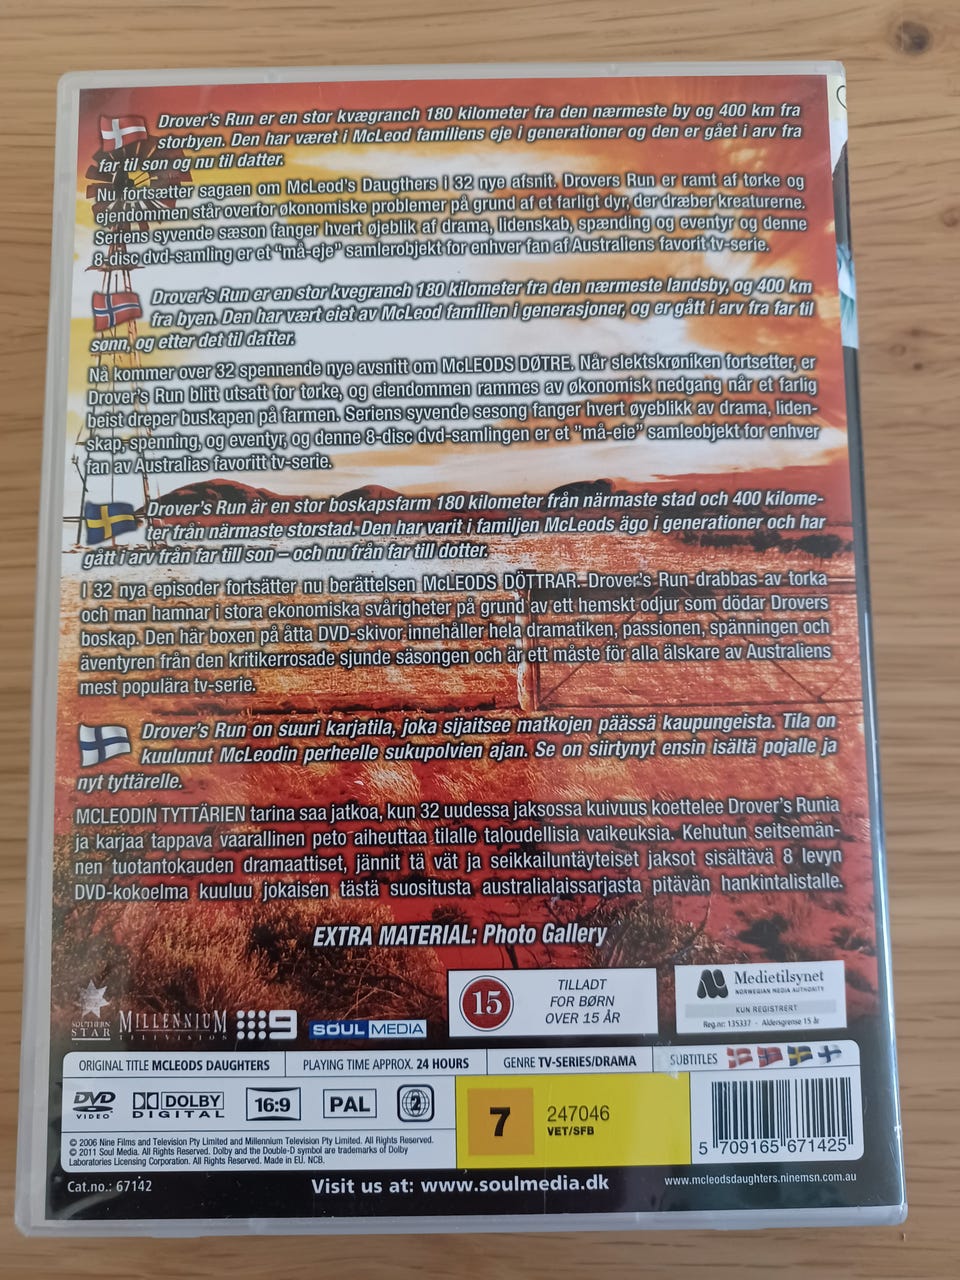 Drover's Run er en stor kvægranch 180 kilometer fra den nærmeste by og 400 km fra
storbyen. Den har været i McLeod familiens eje i generationer og den er gået i arv fra
far til søn og nu til datter.
Nu fortsætter sagaen om McLeod's Daugthers i 32 nye afsnit. Drovers Run er ramt af tørke og
ejendommen står overfor økonomiske problemer på grund af et farligt dyr, der dræber kreaturerne.
Seriens syvende sæson fanger hvert øjeblik af drama, lidenskab, spænding og eventyr og denne
8-disc dvd-samling er et "må-eje" samlerobjekt for enhver fan af Australiens favorit tv-serie.
Drover's Run er en stor kvegranch 180 kilometer fra den nærmeste landsby, og 400 km
fra byen. Den har vært eiet av McLeod familien i generasjoner, og er gått i arv fra far til
sønn, og etter det til datter.
Nå kommer over 32 spennende nye avsnitt om McLEODS DØTRE. Når slektskrøniken fortsetter, er
Drover's Run blitt utsatt for tørke, og eiendommen rammes av økonomisk nedgang når et farlig
beist dreper buskapen på farmen. Seriens syvende sesong fanger hvert øyeblikk av drama, liden-
skap, spenning, og eventyr, og denne 8-disc dvd-samlingen er et "må-eie" samleobjekt for enhver
fan av Australias favoritt tv-serie.
Drover's Run är en stor boskapsfarm 180 kilometer från närmaste stad och 400 kilome-
ter från närmaste storstad. Den har varit i familjen McLeods ägo i generationer och har
gått i arv från far till son – och nu från far till dotter.
I 32 nya episoder fortsätter nu berättelsen McLEODS DÖTTRAR. Drover's Run drabbas av torka
och man hamnar i stora ekonomiska svårigheter på grund av ett hemskt odjur som dödar Drovers
boskap. Den här boxen på åtta DVD-skivor innehåller hela dramatiken, passionen, spänningen och
äventyren från den kritikerrosade sjunde säsongen och är ett måste för alla älskare av Australiens
mest populära tv-serie.
Drover's Run on suuri karjatila, joka sijaitsee matkojen päässä kaupungeista. Tila on
kuulunut McLeodin perheelle sukupolvien ajan. Se on siirtynyt ensin isältä pojalle ja
nyt tyttärelle.
MCLEODIN TYTTÄRIEN tarina saa jatkoa, kun 32 uudessa jaksossa kuivuus koettelee Drover's Runia
ja karjaa tappava vaarallinen peto aiheuttaa tilalle taloudellisia vaikeuksia. Kehutun seitsemän-
nen tuotantokauden dramaattiset, jännit tä vät ja seikkailuntäyteiset jaksot sisältävä 8 levyn
DVD-kokoelma kuuluu jokaisen tästä suositusta australialaissarjasta pitävän hankintalistalle.
EXTRA MATERIAL: Photo Gallery
SOUTHERN STAR
MILLENNIUM TELEVISION
9
SOUL MEDIA
15
TILLADT
FOR BØRN
OVER 15 ÅR
Medietilsynet
NORWEGIAN MEDIA AUTHORITY
KUN REGISTRERT
Reg.nr: 135337 - Aldersgrense 15 år
ORIGINAL TITLE MCLEODS DAUGHTERS
PLAYING TIME APPROX. 24 HOURS
GENRE TV-SERIES/DRAMA
SUBTITLES
DVD VIDEO
DOLBY DIGITAL
16:9
PAL
2
7
247046
VET/SFB
5 709165 671425
© 2006 Nine Films and Television Pty Limited and Millennium Television Pty Limited. All Rights Reserved.
© 2011 Soul Media. All Rights Reserved. Dolby and the Double-D symbol are trademarks of Dolby
Laboratories Licensing Corporation. All Rights Reserved. Made in EU. NCB.
Cat.no.: 67142
Visit us at: www.soulmedia.dk
www.mcleodsdaughters.ninemsn.com.au